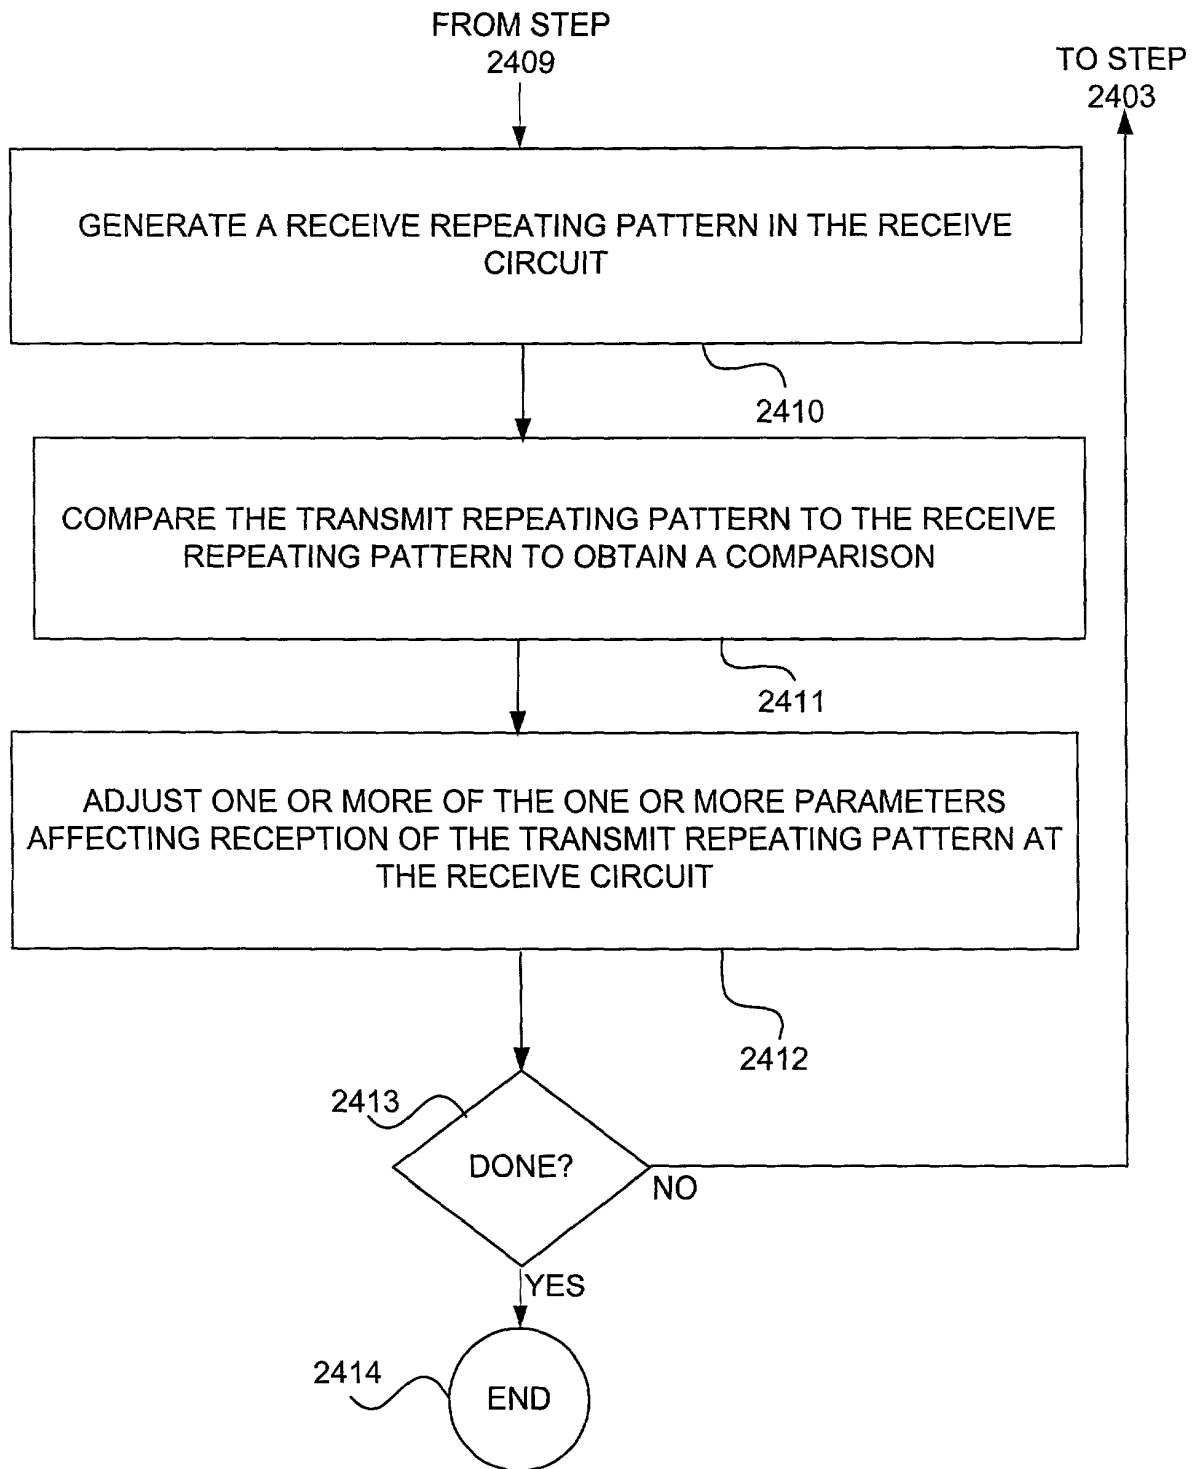 FROM STEP
2409
TO STEP
2403
GENERATE A RECEIVE REPEATING PATTERN IN THE RECEIVE
CIRCUIT
2410
COMPARE THE TRANSMIT REPEATING PATTERN TO THE RECEIVE
REPEATING PATTERN TO OBTAIN A COMPARISON
2411
ADJUST ONE OR MORE OF THE ONE OR MORE PARAMETERS
AFFECTING RECEPTION OF THE TRANSMIT REPEATING PATTERN AT
THE RECEIVE CIRCUIT
2412
2413
DONE?
NO
YES
2414
END